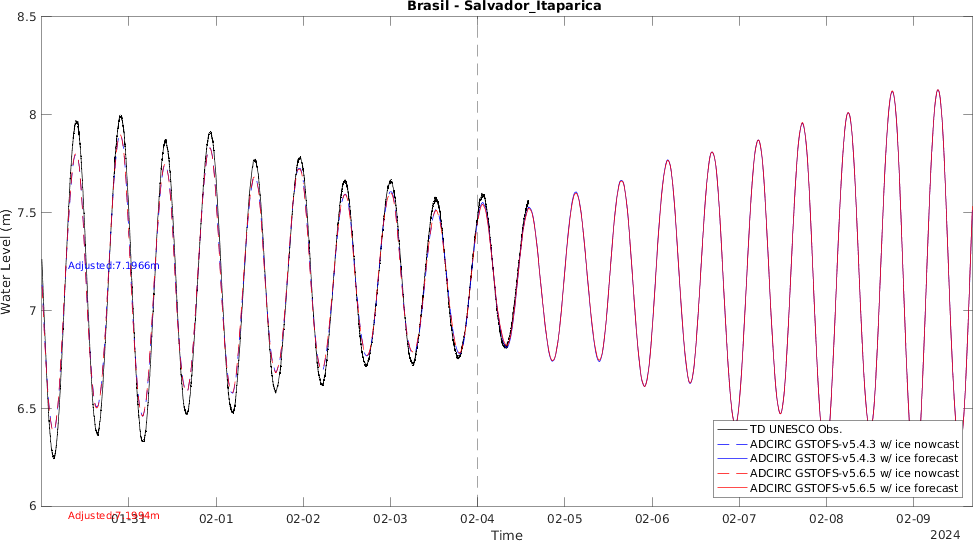 Brasil - Salvador_Itaparica
8.5
8
7.5
7
6.5
6
Water Level (m)
Adjusted:7.1966m
Adjusted:7.1994m
01-31
02-01
02-02
02-03
02-04
02-05
02-06
02-07
02-08
02-09
Time
2024
TD UNESCO Obs.
ADCIRC GSTOFS-v5.4.3 w/ ice nowcast
ADCIRC GSTOFS-v5.4.3 w/ ice forecast
ADCIRC GSTOFS-v5.6.5 w/ ice nowcast
ADCIRC GSTOFS-v5.6.5 w/ ice forecast